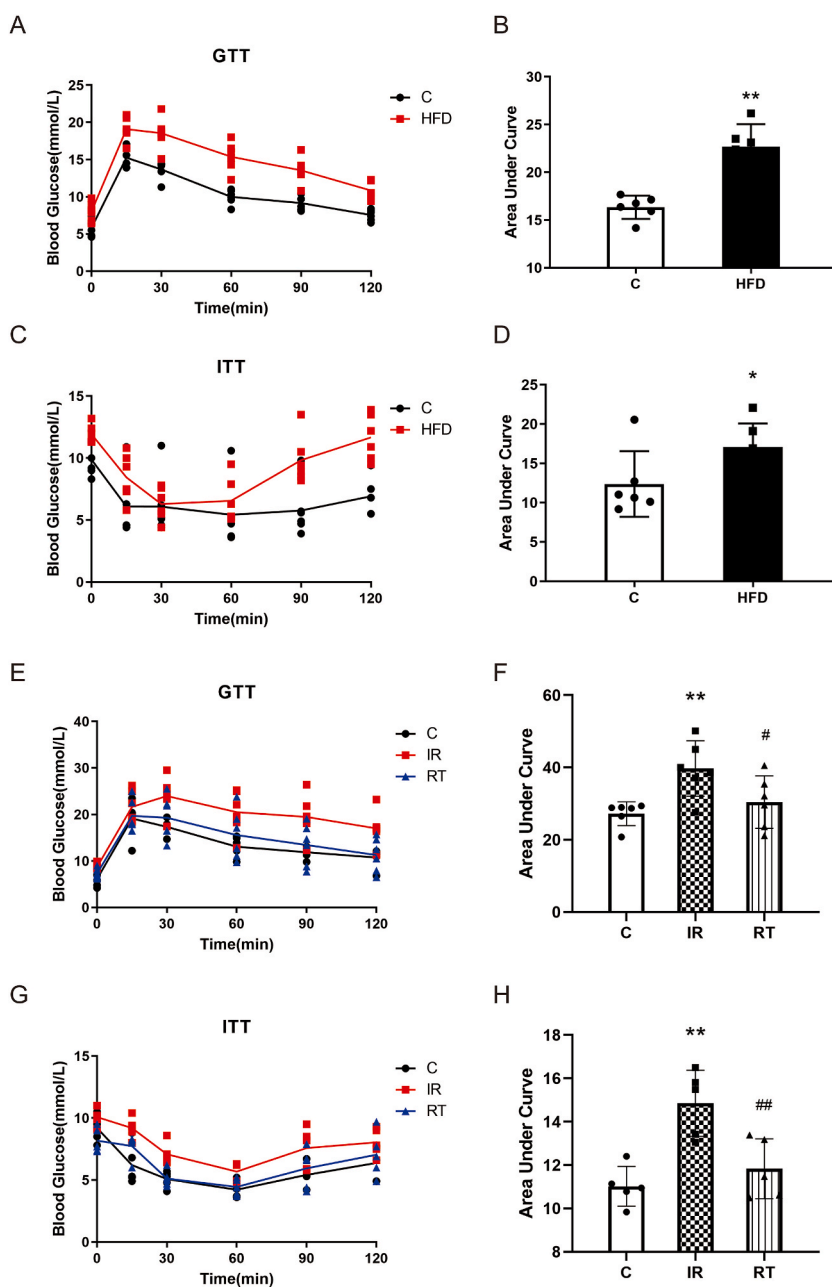 A
GTT
Blood Glucose(mmol/L)
25
20
15
10
5
0
0 30 60 90 120
Time(min)
C
HFD
B
Area Under Curve
30
25
20
15
10
**
C HFD
C
ITT
Blood Glucose(mmol/L)
15
10
5
0
0 30 60 90 120
Time(min)
C
HFD
D
Area Under Curve
25
20
15
10
5
0
*
C HFD
E
GTT
Blood Glucose(mmol/L)
40
30
20
10
0
0 30 60 90 120
Time(min)
C
IR
RT
F
Area Under Curve
60
40
20
0
**
#
C IR RT
G
ITT
Blood Glucose(mmol/L)
15
10
5
0
0 30 60 90 120
Time(min)
C
IR
RT
H
Area Under Curve
18
16
14
12
10
8
**
##
C IR RT